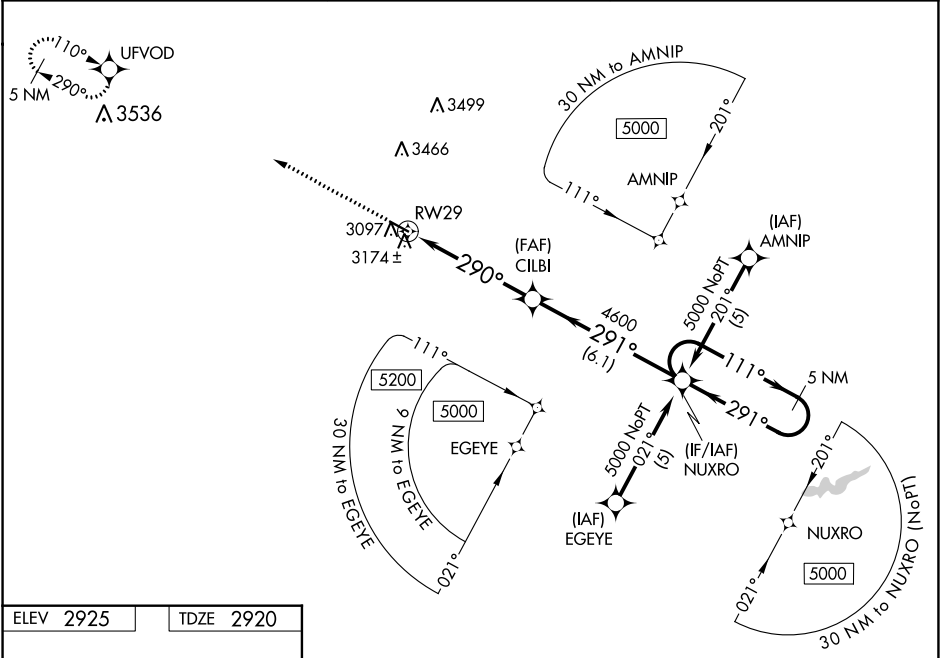 110°
UFVOD
290°
5 NM
3536
3499
3466
30 NM to AMNIP
5000
201°
AMNIP
111°
RW29
3097
3174 ±
290°
(FAF)
CILBI
(IAF)
AMNIP
5000 NoPT
201°
(5)
4600
291°
(6.1)
111°
5 NM
291°
111°
5200
5000
9 NM to EGEYE
30 NM to EGEYE
EGEYE
021°
5000 NoPT
021°
(5)
(IF/IAF)
NUXRO
(IAF)
EGEYE
201°
NUXRO
021°
5000
30 NM to NUXRO (NoPT)
ELEV 2925
TDZE 2920